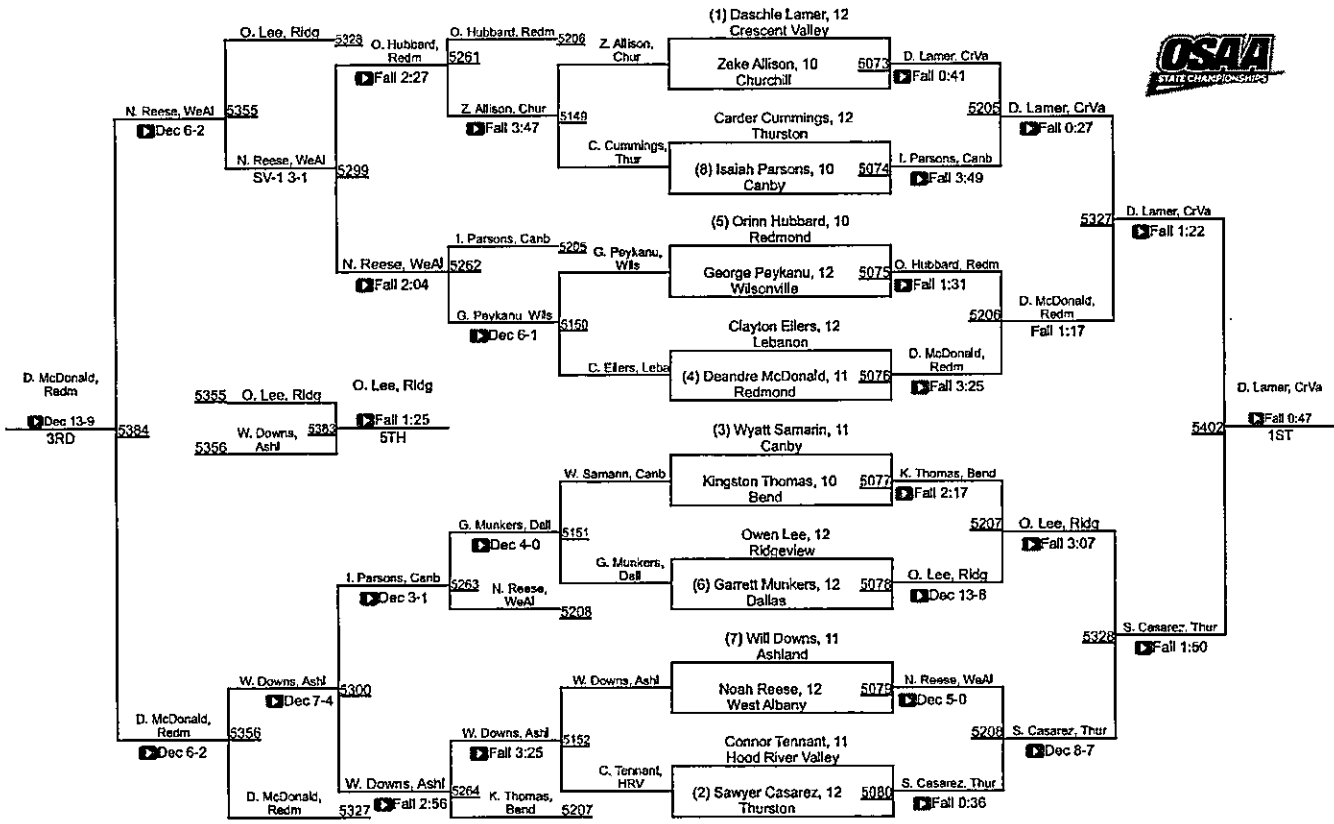 OSAA
STATE CHAMPIONSHIPS
(1) Daschle Lamer, 12
Crescent Valley
Zeke Allison, 10
Churchill
5073
Carder Cummings, 12
Thurston
(8) Isaiah Parsons, 10
Canby
5074
(5) Orinn Hubbard, 10
Redmond
George Peykanu, 12
Wilsonville
5075
Clayton Eilers, 12
Lebanon
(4) Deandre McDonald, 11
Redmond
5076
(3) Wyatt Samarin, 11
Canby
Kingston Thomas, 10
Bend
5077
Owen Lee, 12
Ridgeview
(6) Garrett Munkers, 12
Dallas
5078
(7) Will Downs, 11
Ashland
Noah Reese, 12
West Albany
5079
Connor Tennant, 11
Hood River Valley
(2) Sawyer Casarez, 12
Thurston
5080
D. Lamer, CrVa
Fall 0:41
5205
I. Parsons, Canb
Fall 3:49
O. Hubbard, Redm
Fall 1:31
5206
D. McDonald,
Redm
Fall 3:25
K. Thomas, Bend
Fall 2:17
5207
O. Lee, Ridg
Dec 13-8
N. Reese, WeAl
Dec 5-0
5208
S. Casarez, Thur
Fall 0:36
D. Lamer, CrVa
Fall 0:27
5327
D. McDonald,
Redm
Fall 1:17
O. Lee, Ridg
Fall 3:07
5328
S. Casarez, Thur
Dec 8-7
D. Lamer, CrVa
Fall 1:22
5402
S. Casarez, Thur
Fall 1:50
D. Lamer, CrVa
Fall 0:47
1ST
Z. Allison,
Chur
5149
C. Cummings,
Thur
G. Peykanu,
Wils
5150
C. Eilers, Leba
W. Samann, Canb
5151
G. Munkers,
Dall
W. Downs, Ashl
5152
C. Tennant,
HRV
O. Hubbard, Redm
5206
5261
Z. Allison, Chur
Fall 3:47
I. Parsons, Canb
5205
5262
G. Peykanu, Wils
Dec 6-1
G. Munkers, Dall
Dec 4-0
5263
N. Reese,
WeAl
5208
W. Downs, Ashl
Fall 3:25
5264
K. Thomas,
Bend
5207
O. Hubbard,
Redm
Fall 2:27
5299
N. Reese, WeAl
Fall 2:04
I. Parsons, Canb
Dec 3-1
5300
W. Downs, Ashl
Fall 2:56
O. Lee, Ridg
5328
5355
N. Reese, WeAl
SV-1 3-1
W. Downs, Ashl
Dec 7-4
5356
D. McDonald,
Redm
5327
N. Reese, WeAl
Dec 6-2
5384
D. McDonald,
Redm
Dec 6-2
D. McDonald,
Redm
Dec 13-9
3RD
5355
O. Lee, Ridg
5383
5356
W. Downs,
Ashl
O. Lee, Ridg
Fall 1:25
5TH